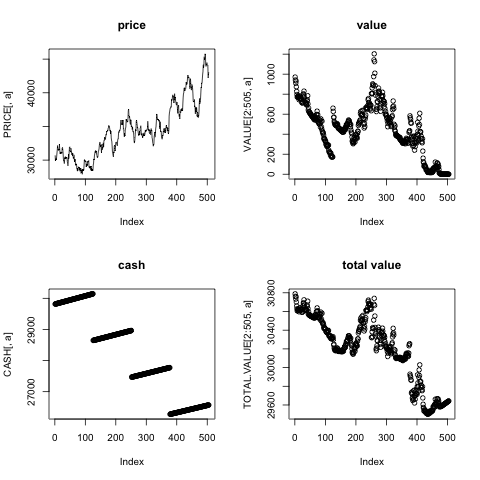 price
PRICE[, a]
30000 40000
0 100 200 300 400 500
Index
value
VALUE[2:505, a]
0 200 600 1000
0 100 200 300 400 500
Index
cash
CASH[, a]
27000 29000
0 100 200 300 400 500
Index
total value
TOTAL.VALUE[2:505, a]
29600 30000 30400 30800
0 100 200 300 400 500
Index